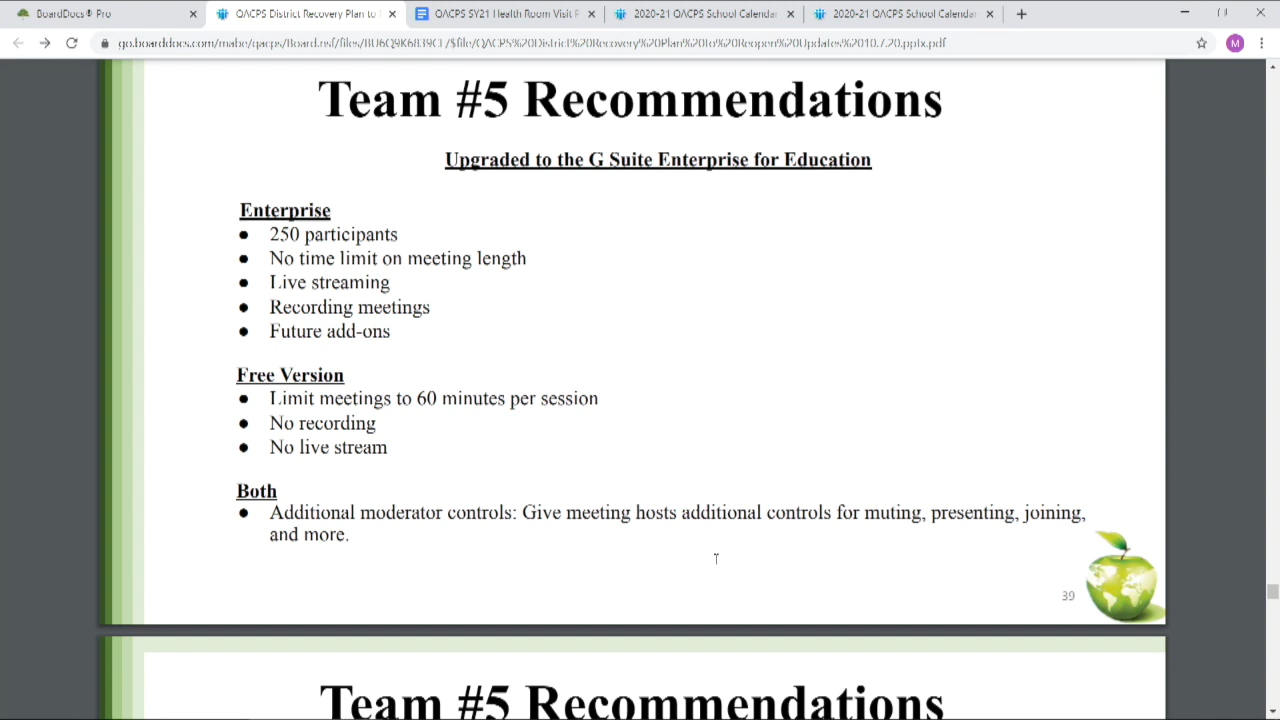 BoardDocs® Pro
QACPS District Recovery Plan to
QACPS SY21 Health Room Visit
2020-21 QACPS School Calendar
2020-21 QACPS School Calendar
M
Team #5 Recommendations
Upgraded to the G Suite Enterprise for Education
Enterprise
● 250 participants
● No time limit on meeting length
● Live streaming
● Recording meetings
● Future add-ons
Free Version
● Limit meetings to 60 minutes per session
● No recording
● No live stream
Both
● Additional moderator controls: Give meeting hosts additional controls for muting, presenting, joining,
and more.
39
Team #5 Recommendations